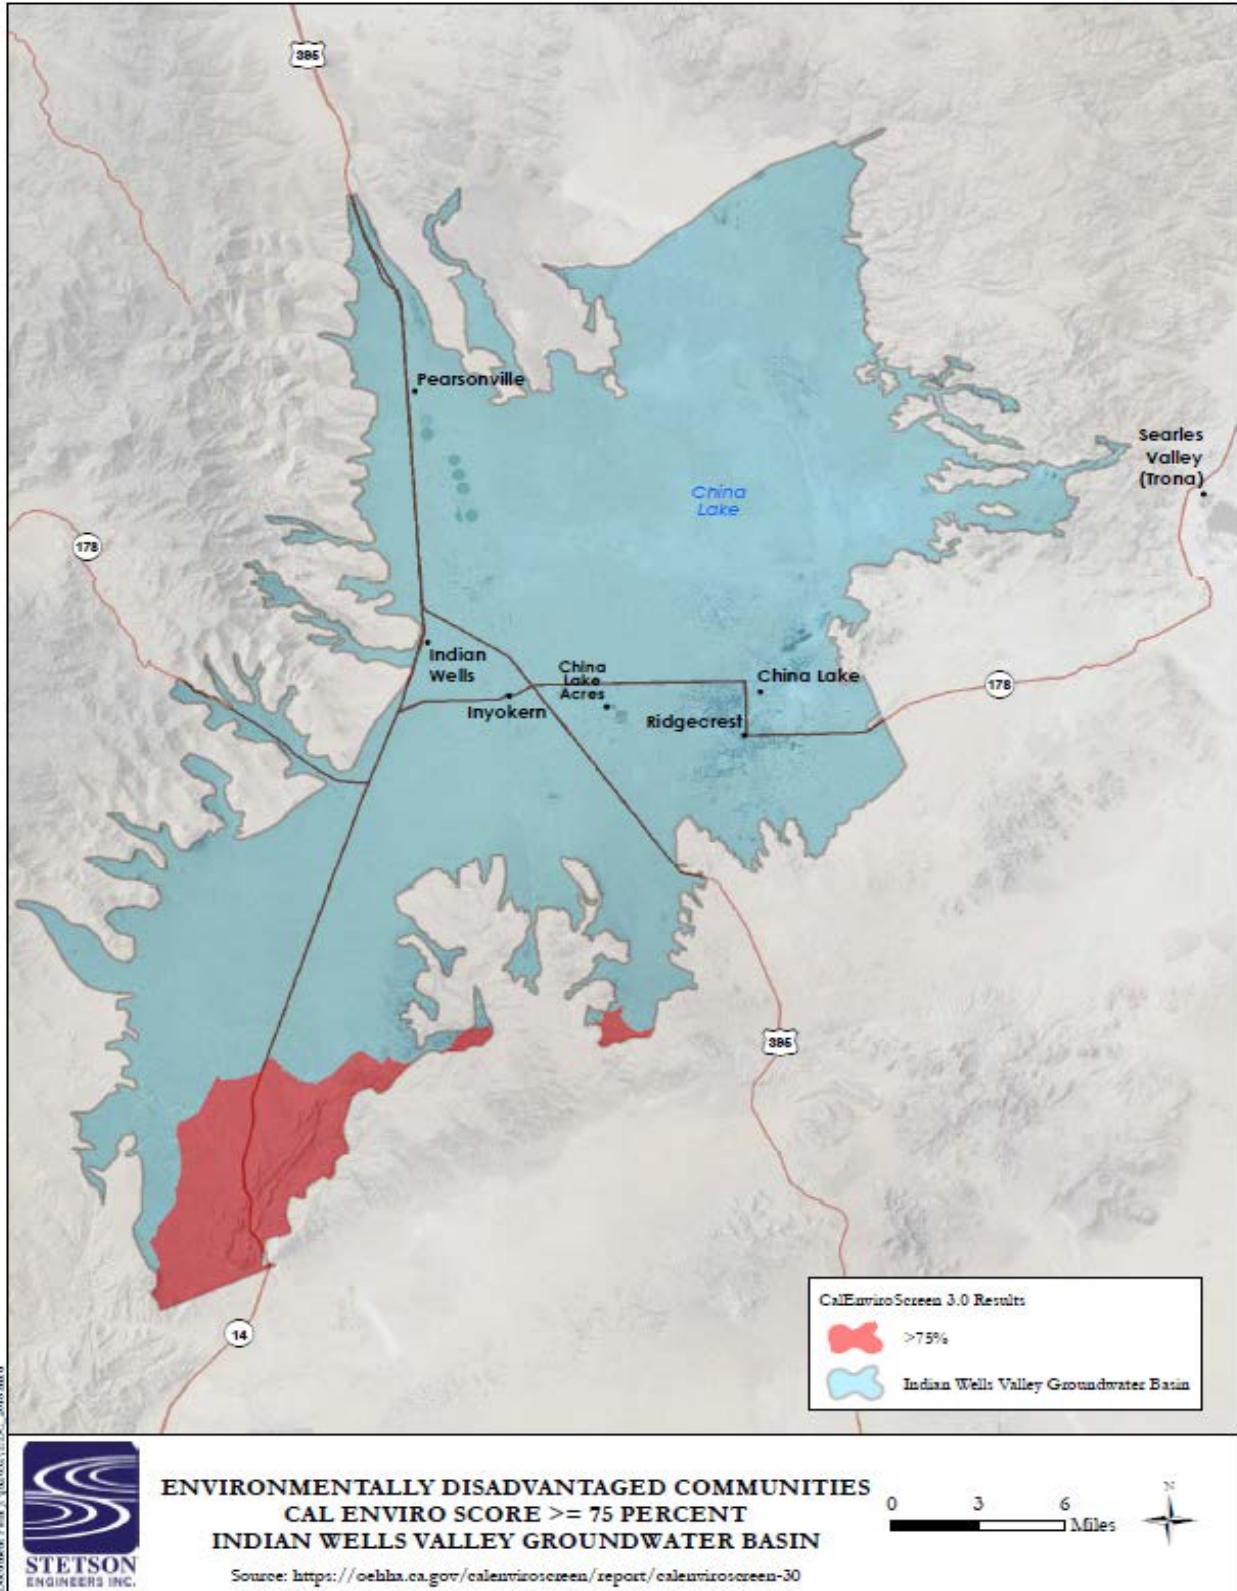 395
Pearsonville
Searles
Valley
(Trona)
China
Lake
178
Indian
Wells
China
Lake
Acres
China Lake
178
Inyokern
Ridgecrest
395
14
CalEnviroScreen 3.0 Results
>75%
Indian Wells Valley Groundwater Basin
STETSON
ENGINEERS INC.
ENVIRONMENTALLY DISADVANTAGED COMMUNITIES
CAL ENVIRO SCORE >= 75 PERCENT
INDIAN WELLS VALLEY GROUNDWATER BASIN
Source: https://oehha.ca.gov/calenviroscreen/report/calenviroscreen-30
0 3 6
Miles
N